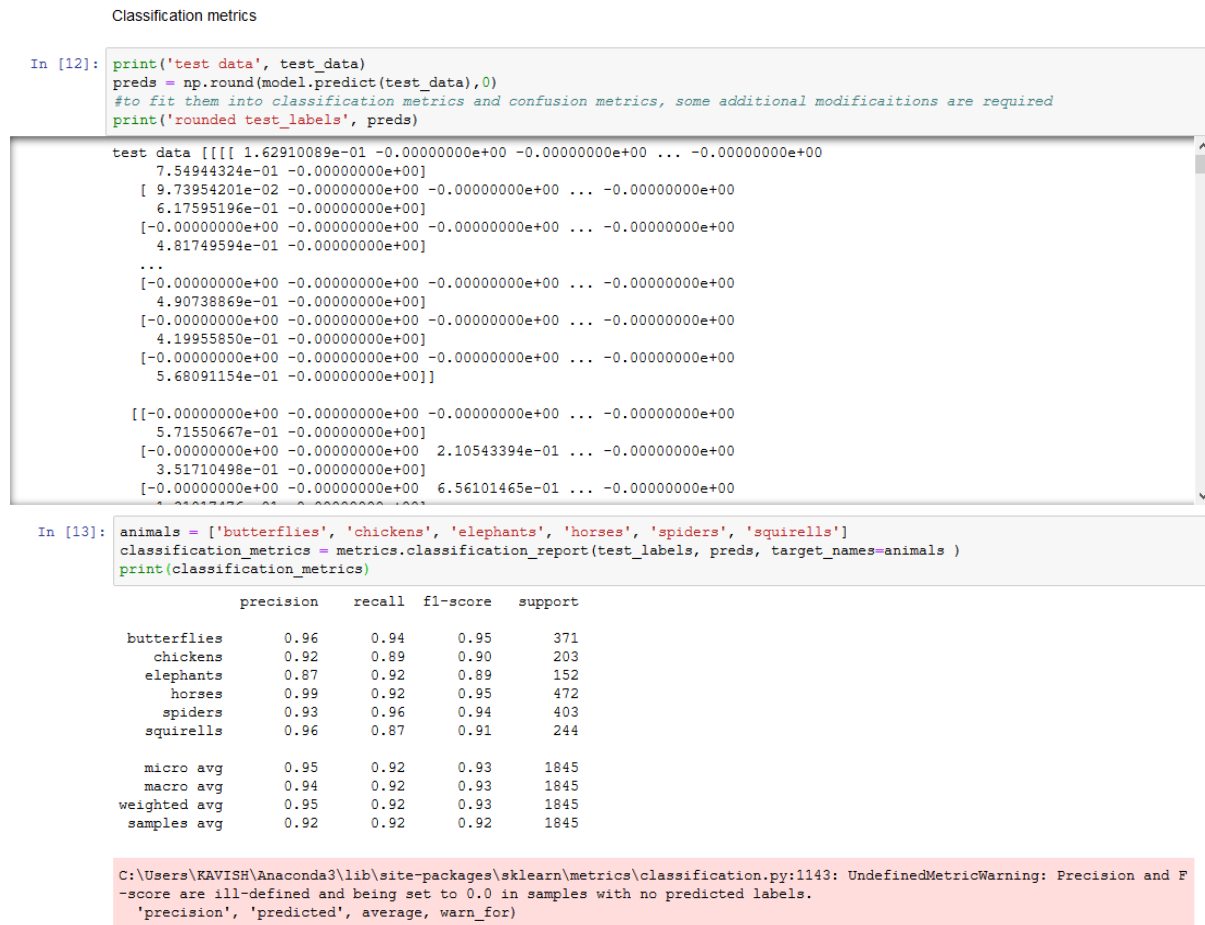 Classification metrics
In [12]: print('test data', test_data)
preds = np.round(model.predict(test_data),0)
#to fit them into classification metrics and confusion metrics, some additional modificaitions are required
print('rounded test_labels', preds)
test data [[[[ 1.62910089e-01 -0.00000000e+00 -0.00000000e+00 ... -0.00000000e+00
7.54944324e-01 -0.00000000e+00]
[ 9.73954201e-02 -0.00000000e+00 -0.00000000e+00 ... -0.00000000e+00
6.17595196e-01 -0.00000000e+00]
[-0.00000000e+00 -0.00000000e+00 -0.00000000e+00 ... -0.00000000e+00
4.81749594e-01 -0.00000000e+00]
...
[-0.00000000e+00 -0.00000000e+00 -0.00000000e+00 ... -0.00000000e+00
4.90738869e-01 -0.00000000e+00]
[-0.00000000e+00 -0.00000000e+00 -0.00000000e+00 ... -0.00000000e+00
4.19955850e-01 -0.00000000e+00]
[-0.00000000e+00 -0.00000000e+00 -0.00000000e+00 ... -0.00000000e+00
5.68091154e-01 -0.00000000e+00]]
[[-0.00000000e+00 -0.00000000e+00 -0.00000000e+00 ... -0.00000000e+00
5.71550667e-01 -0.00000000e+00]
[-0.00000000e+00 -0.00000000e+00 2.10543394e-01 ... -0.00000000e+00
3.51710498e-01 -0.00000000e+00]
[-0.00000000e+00 -0.00000000e+00 6.56101465e-01 ... -0.00000000e+00
In [13]: animals = ['butterflies', 'chickens', 'elephants', 'horses', 'spiders', 'squirells']
classification_metrics = metrics.classification_report(test_labels, preds, target_names=animals )
print(classification_metrics)
precision recall f1-score support
butterflies 0.96 0.94 0.95 371
chickens 0.92 0.89 0.90 203
elephants 0.87 0.92 0.89 152
horses 0.99 0.92 0.95 472
spiders 0.93 0.96 0.94 403
squirells 0.96 0.87 0.91 244
micro avg 0.95 0.92 0.93 1845
macro avg 0.94 0.92 0.93 1845
weighted avg 0.95 0.92 0.93 1845
samples avg 0.92 0.92 0.92 1845
C:\Users\KAVISH\Anaconda3\lib\site-packages\sklearn\metrics\classification.py:1143: UndefinedMetricWarning: Precision and F
-score are ill-defined and being set to 0.0 in samples with no predicted labels.
'precision', 'predicted', average, warn_for)